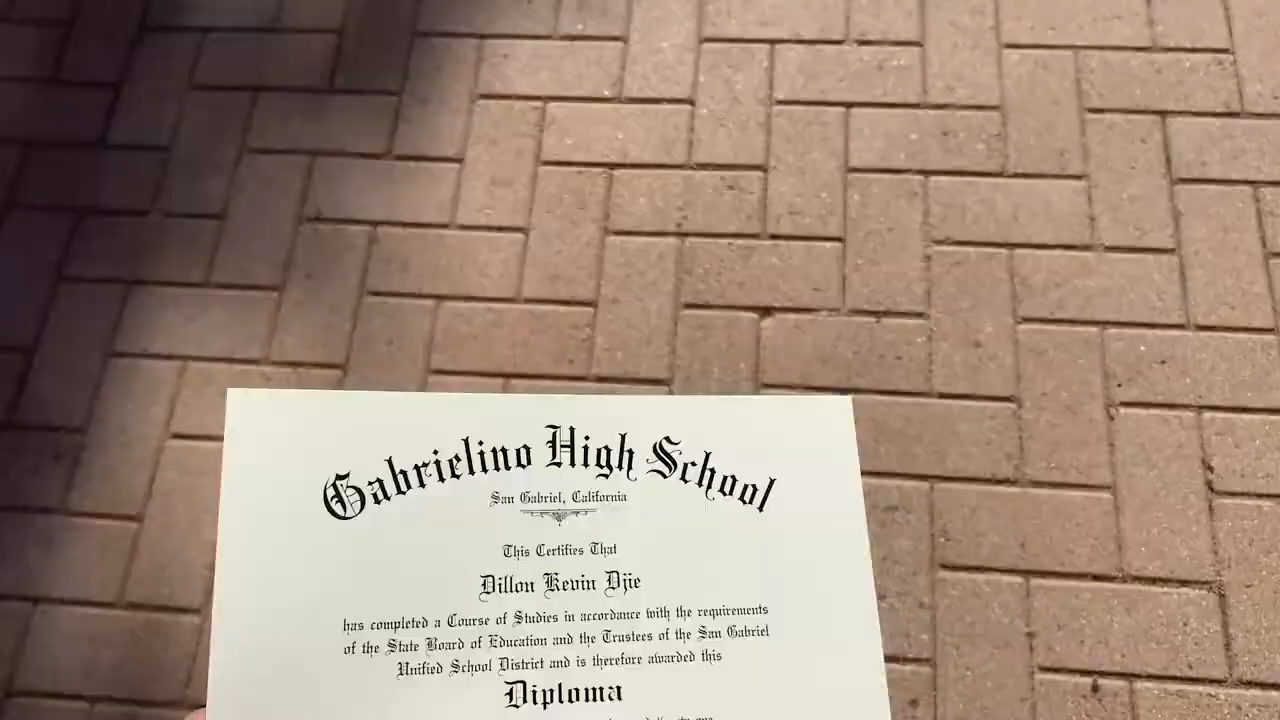 Gabrielino High School
San Gabriel, California
This Certifies That
Dillon Kevin Djie
has completed a Course of Studies in accordance with the requirements
of the State Board of Education and the Trustees of the San Gabriel
Unified School District and is therefore awarded this
Diploma